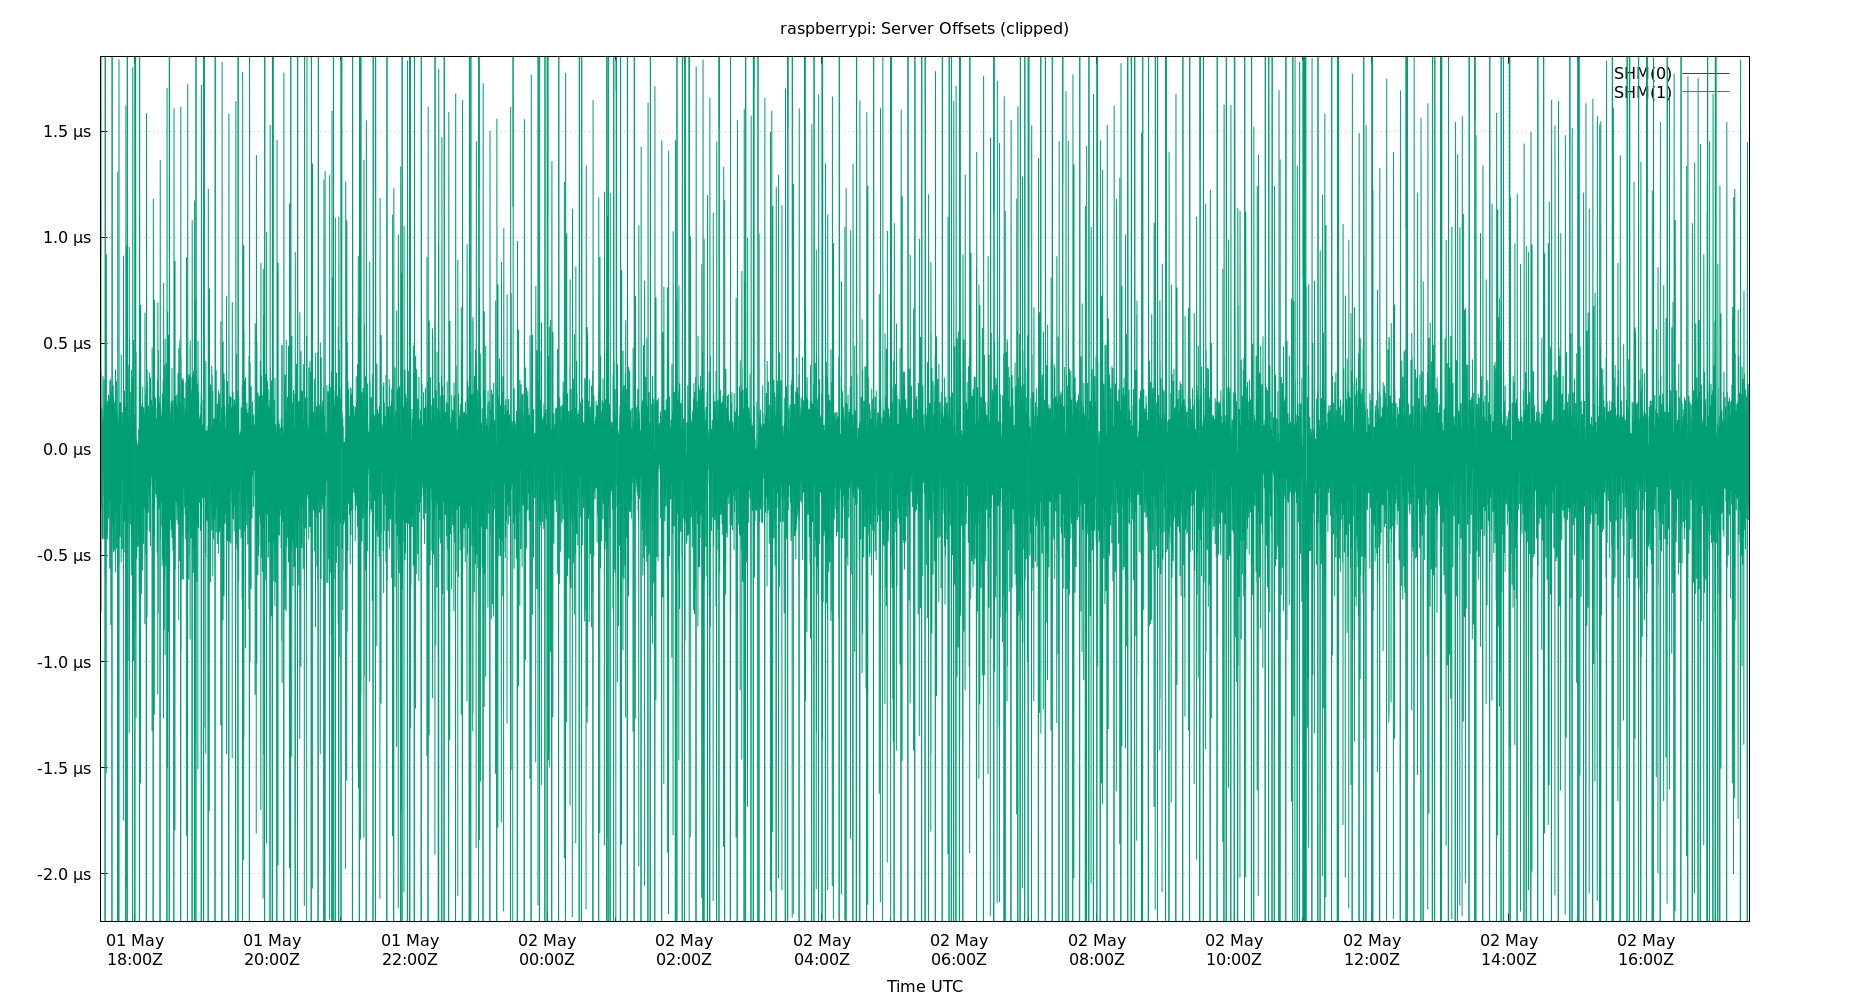 raspberrypi: Server Offsets (clipped)
SHM(0)
SHM(1)
1.5 µs
1.0 µs
0.5 µs
0.0 µs
-0.5 µs
-1.0 µs
-1.5 µs
-2.0 µs
01 May 01 May 01 May 02 May 02 May 02 May 02 May 02 May 02 May 02 May 02 May 02 May
18:00Z 20:00Z 22:00Z 00:00Z 02:00Z 04:00Z 06:00Z 08:00Z 10:00Z 12:00Z 14:00Z 16:00Z
Time UTC